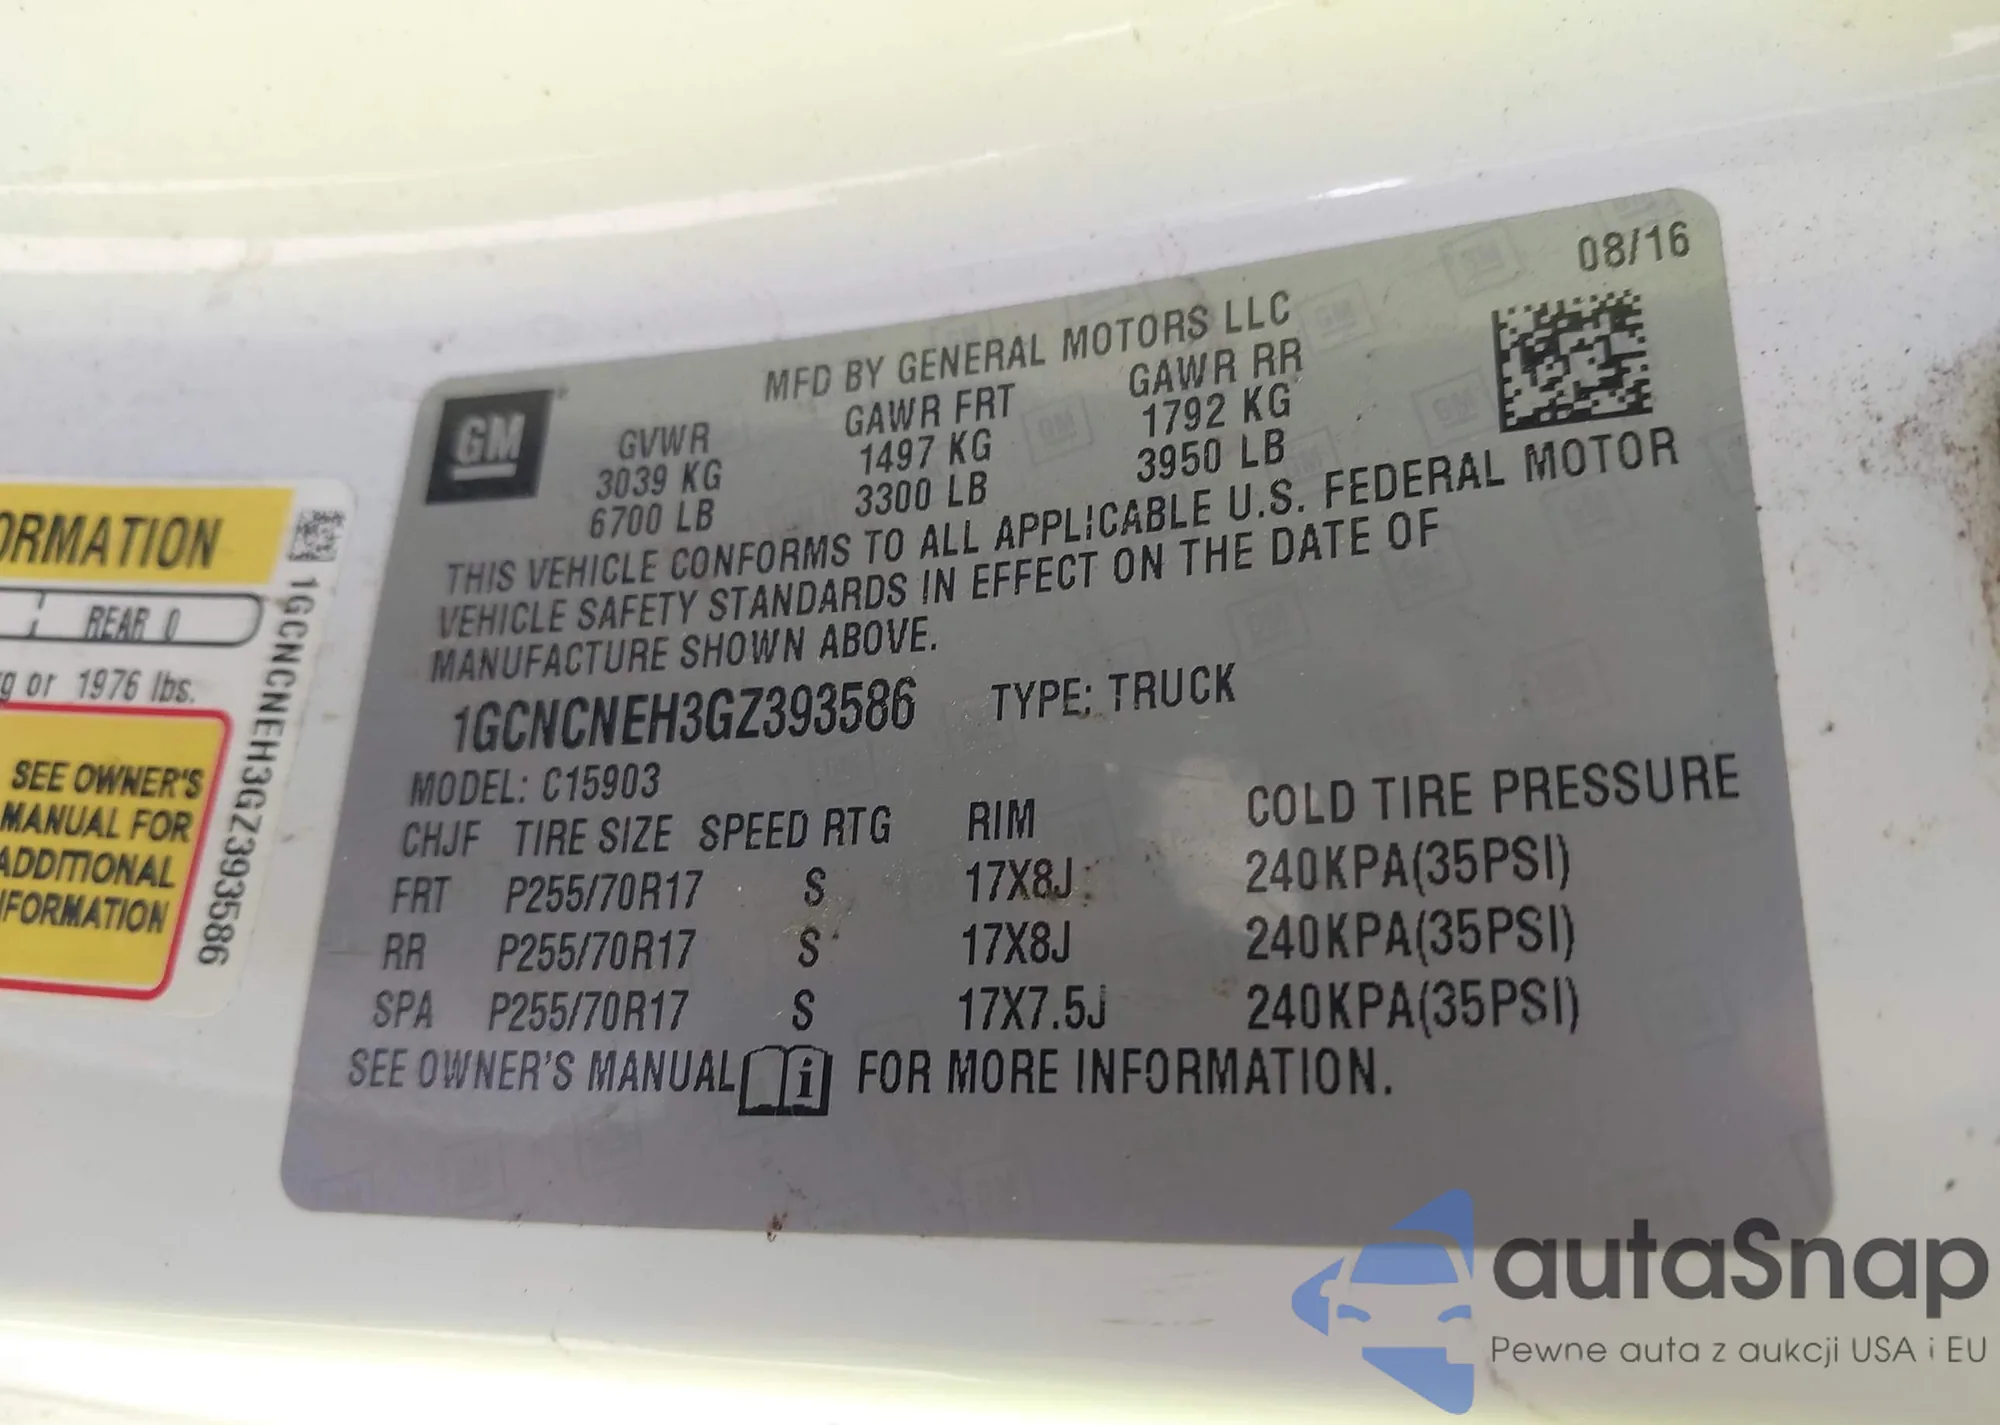 08/16
MFD BY GENERAL MOTORS LLC
GM
GVWR GAWR FRT GAWR RR
3039 KG 1497 KG 1792 KG
6700 LB 3300 LB 3950 LB
THIS VEHICLE CONFORMS TO ALL APPLICABLE U.S. FEDERAL MOTOR
VEHICLE SAFETY STANDARDS IN EFFECT ON THE DATE OF
MANUFACTURE SHOWN ABOVE.
1GCNCNEH3GZ393586 TYPE: TRUCK
MODEL: C15903
CHJF TIRE SIZE SPEED RTG RIM COLD TIRE PRESSURE
FRT P255/70R17 S 17X8J 240KPA(35PSI)
RR P255/70R17 S 17X8J 240KPA(35PSI)
SPA P255/70R17 S 17X7.5J 240KPA(35PSI)
SEE OWNER'S MANUAL i FOR MORE INFORMATION.
ORMATION
REAR 0
g or 1976 lbs.
SEE OWNER'S
MANUAL FOR
ADDITIONAL
NFORMATION
1GCNCNEH3GZ393586
autaSnap
Pewne auta z aukcji USA i EU